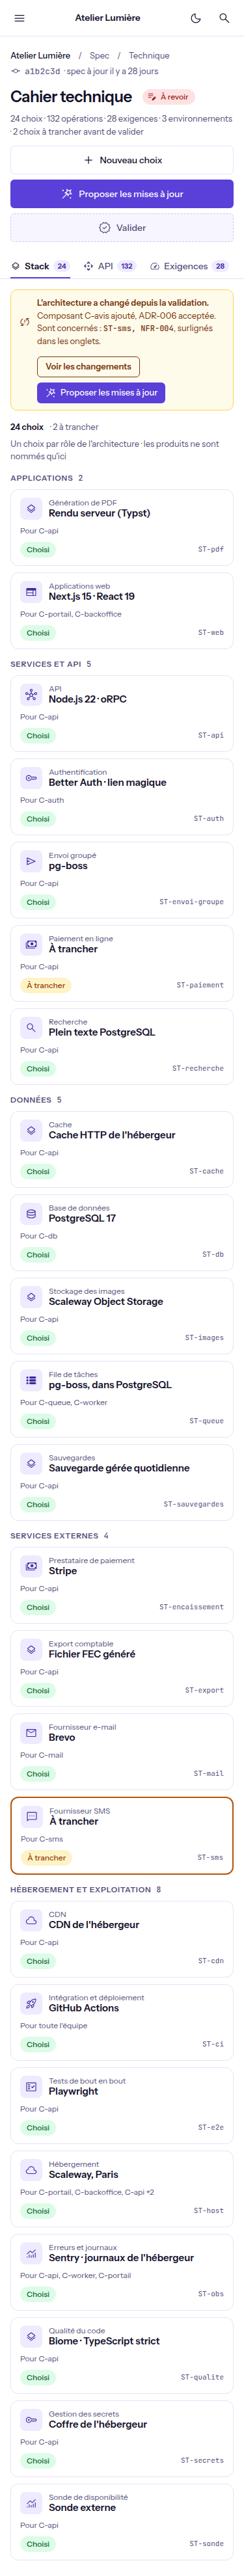 Atelier Lumière
Atelier Lumière / Spec / Technique
a1b2c3d · spec à jour il y a 28 jours
Cahier technique À revoir
24 choix · 132 opérations · 28 exigences · 3 environnements
· 2 choix à trancher avant de valider
Nouveau choix
Proposer les mises à jour
Valider
Stack 24 API 132 Exigences 28
L'architecture a changé depuis la validation.
Composant C-avis ajouté, ADR-006 acceptée.
Sont concernés : ST-sms, NFR-004, surlignés
dans les onglets.
Voir les changements
Proposer les mises à jour
24 choix · 2 à trancher
Un choix par rôle de l'architecture : les produits ne sont
nommés qu'ici
APPLICATIONS 2
Génération de PDF
Rendu serveur (Typst)
Pour C-api
Choisi ST-pdf
Applications web
Next.js 15 · React 19
Pour C-portail, C-backoffice
Choisi ST-web
SERVICES ET API 5
API
Node.js 22 · oRPC
Pour C-api
Choisi ST-api
Authentification
Better Auth · lien magique
Pour C-auth
Choisi ST-auth
Envoi groupé
pg-boss
Pour C-api
Choisi ST-envoi-groupe
Paiement en ligne
À trancher
Pour C-api
À trancher ST-paiement
Recherche
Plein texte PostgreSQL
Pour C-api
Choisi ST-recherche
DONNÉES 5
Cache
Cache HTTP de l'hébergeur
Pour C-api
Choisi ST-cache
Base de données
PostgreSQL 17
Pour C-db
Choisi ST-db
Stockage des images
Scaleway Object Storage
Pour C-api
Choisi ST-images
File de tâches
pg-boss, dans PostgreSQL
Pour C-queue, C-worker
Choisi ST-queue
Sauvegardes
Sauvegarde gérée quotidienne
Pour C-api
Choisi ST-sauvegardes
SERVICES EXTERNES 4
Prestataire de paiement
Stripe
Pour C-api
Choisi ST-encaissement
Export comptable
Fichier FEC généré
Pour C-api
Choisi ST-export
Fournisseur e-mail
Brevo
Pour C-mail
Choisi ST-mail
Fournisseur SMS
À trancher
Pour C-sms
À trancher ST-sms
HÉBERGEMENT ET EXPLOITATION 8
CDN
CDN de l'hébergeur
Pour C-api
Choisi ST-cdn
Intégration et déploiement
GitHub Actions
Pour toute l'équipe
Choisi ST-ci
Tests de bout en bout
Playwright
Pour C-api
Choisi ST-e2e
Hébergement
Scaleway, Paris
Pour C-portail, C-backoffice, C-api +2
Choisi ST-host
Erreurs et journaux
Sentry · journaux de l'hébergeur
Pour C-api, C-worker, C-portail
Choisi ST-obs
Qualité du code
Biome · TypeScript strict
Pour C-api
Choisi ST-qualite
Gestion des secrets
Coffre de l'hébergeur
Pour C-api
Choisi ST-secrets
Sonde de disponibilité
Sonde externe
Pour C-api
Choisi ST-sonde